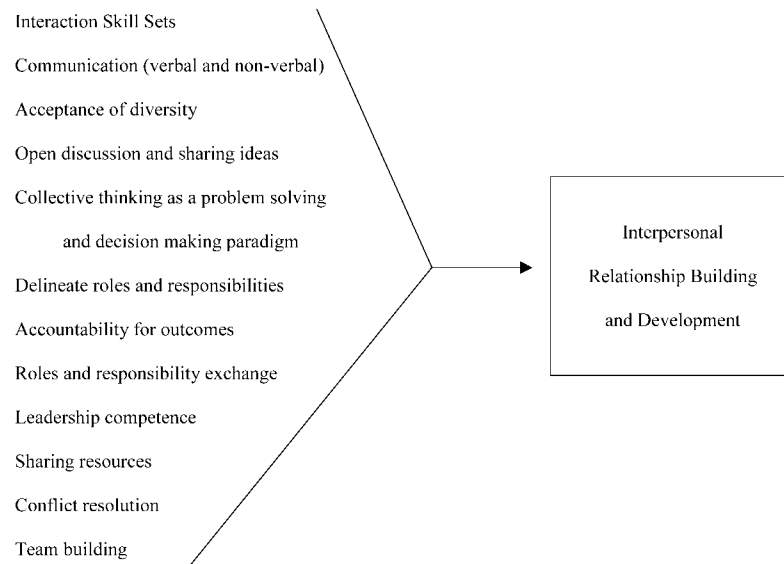 Interaction Skill Sets
Communication (verbal and non-verbal)
Acceptance of diversity
Open discussion and sharing ideas
Collective thinking as a problem solving
and decision making paradigm
Delineate roles and responsibilities
Accountability for outcomes
Roles and responsibility exchange
Leadership competence
Sharing resources
Conflict resolution
Team building
Interpersonal
Relationship Building
and Development